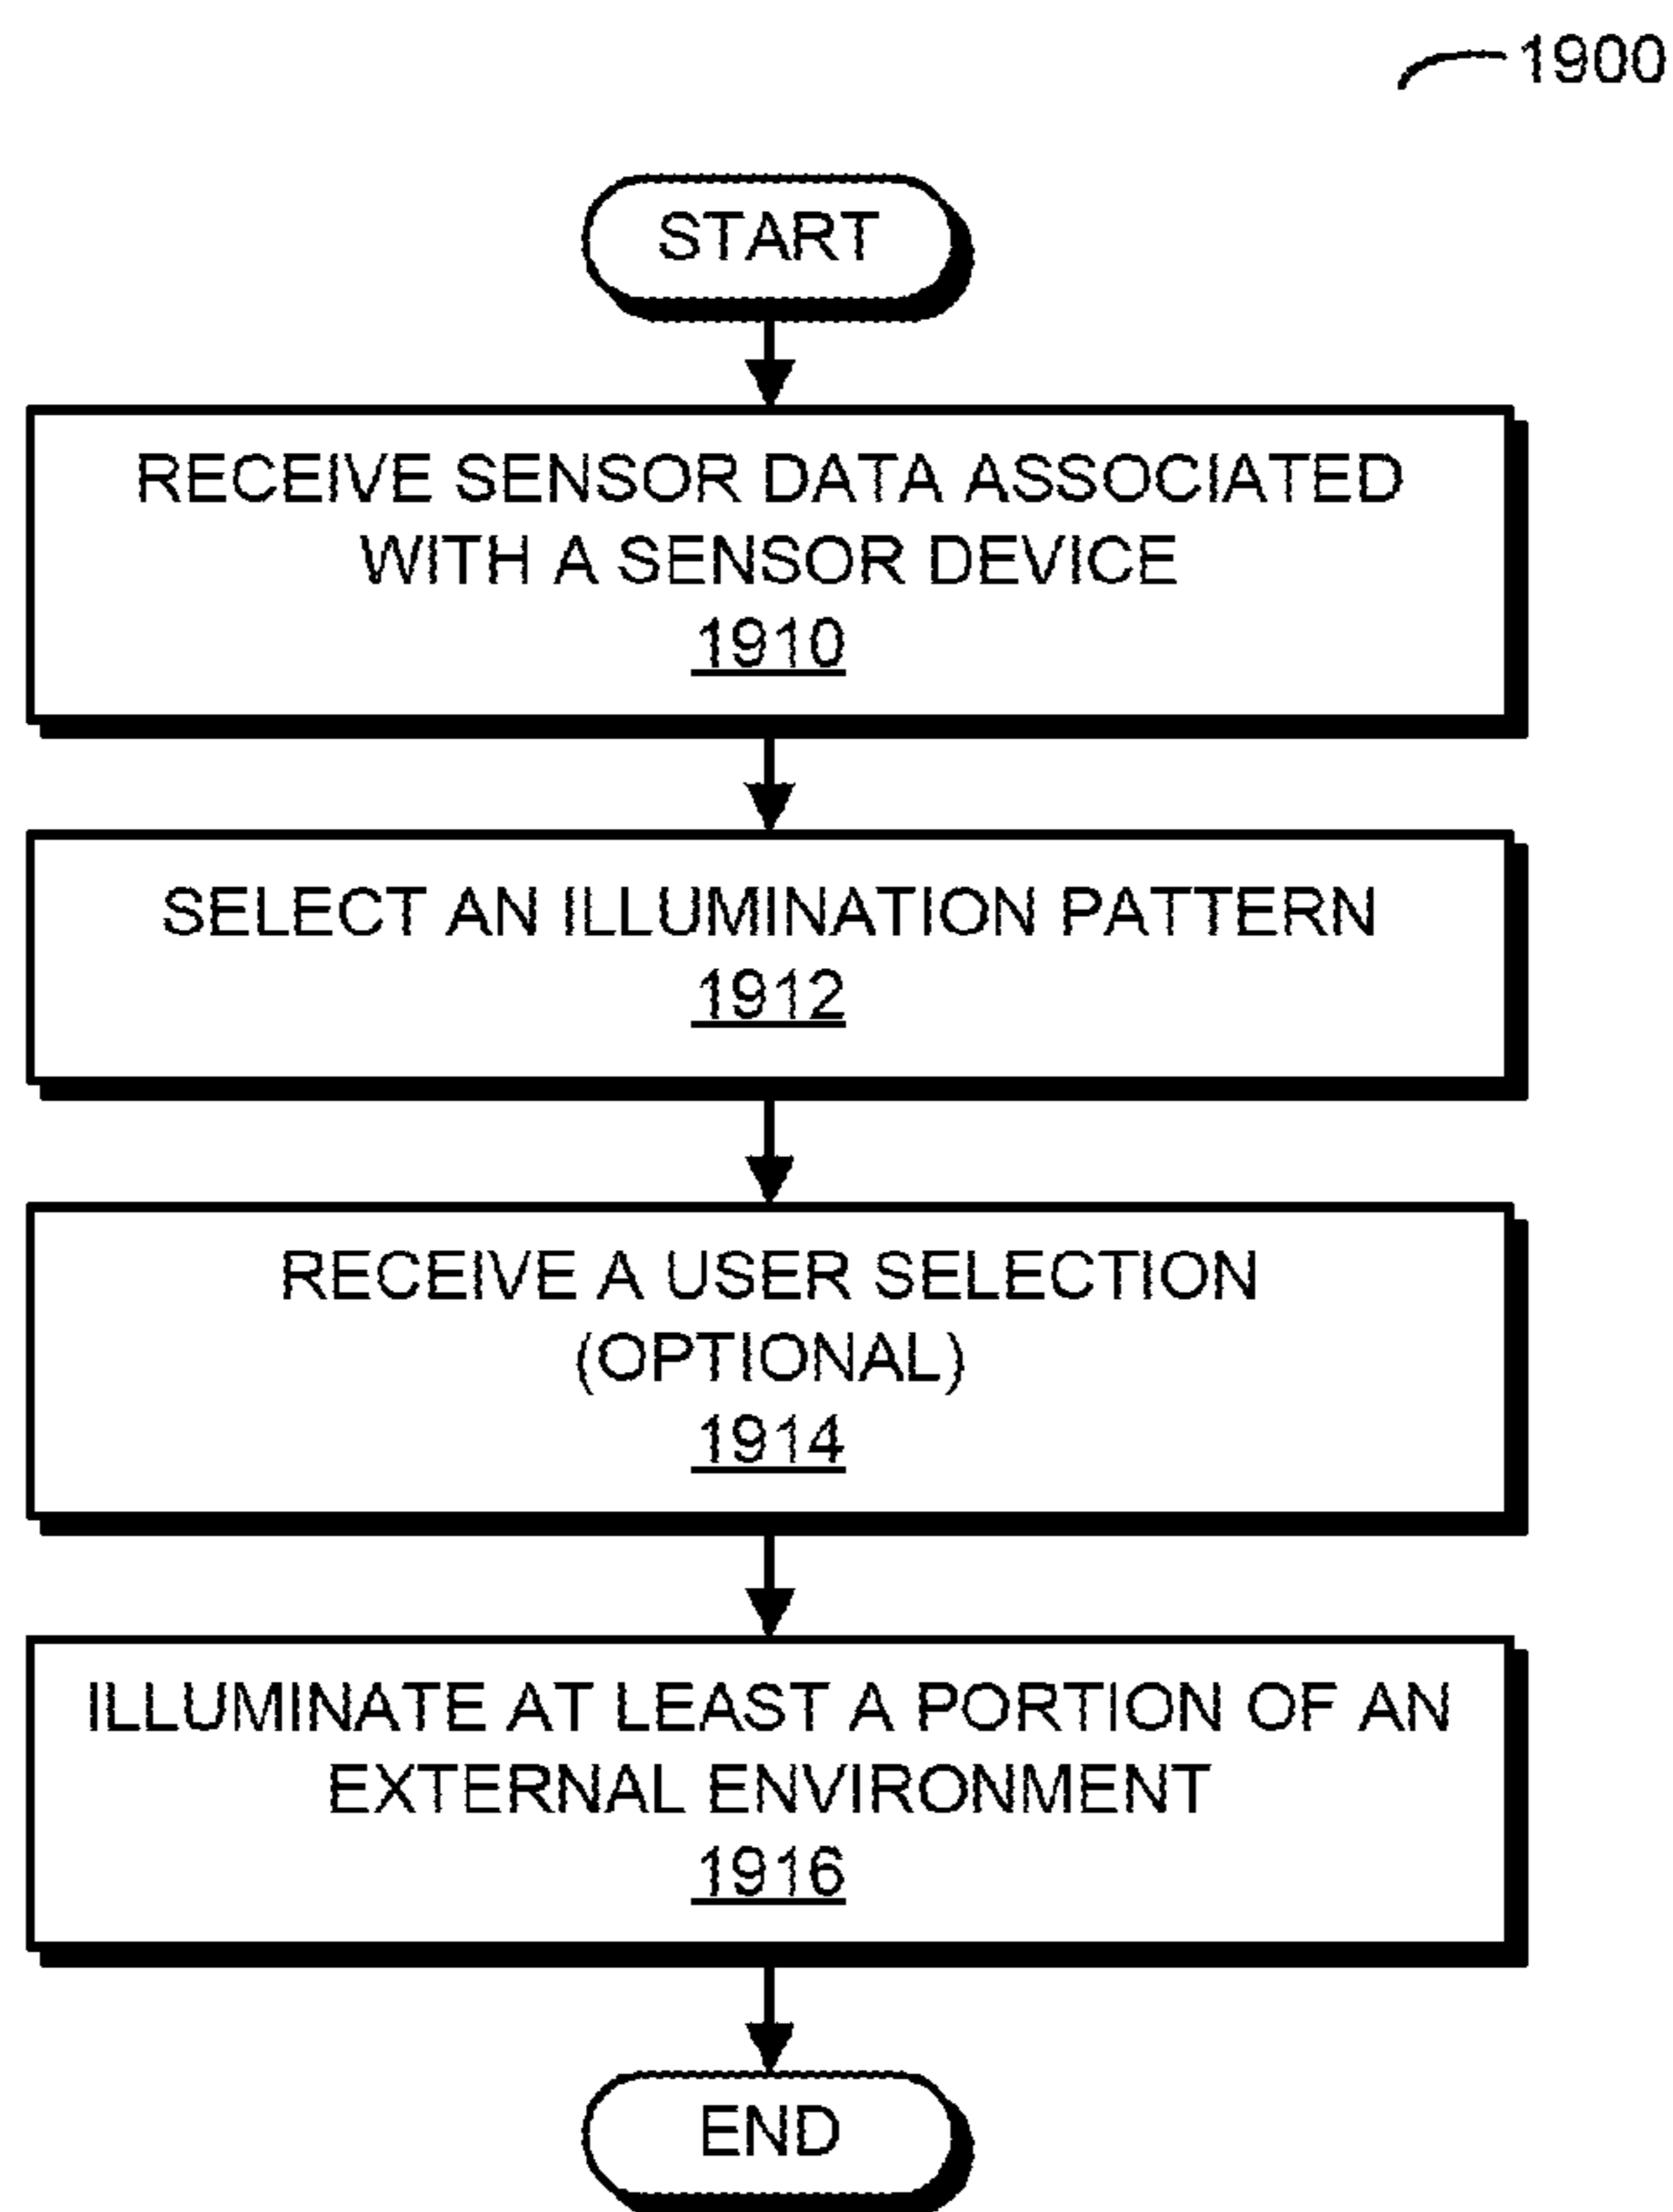 1900
START
RECEIVE SENSOR DATA ASSOCIATED
WITH A SENSOR DEVICE
1910
SELECT AN ILLUMINATION PATTERN
1912
RECEIVE A USER SELECTION
(OPTIONAL)
1914
ILLUMINATE AT LEAST A PORTION OF AN
EXTERNAL ENVIRONMENT
1916
END